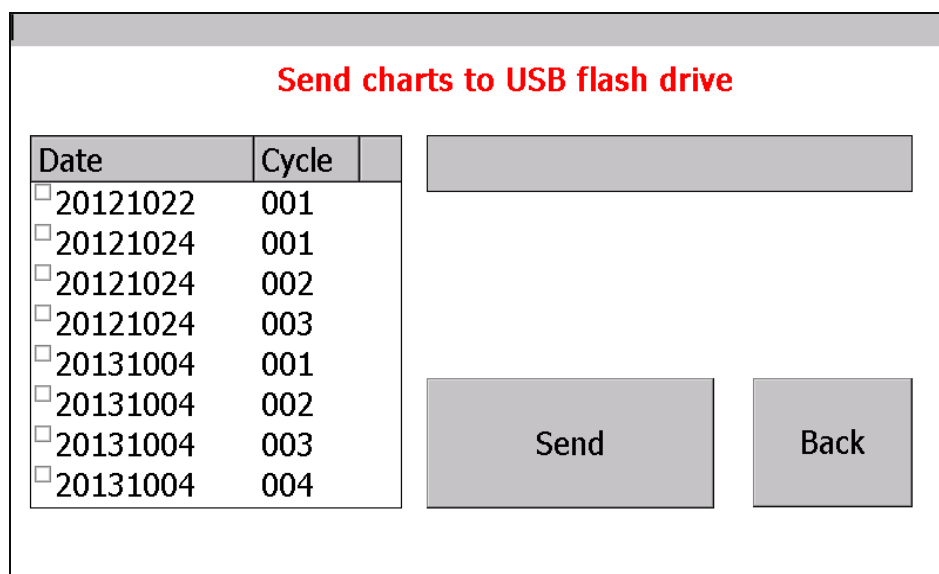 Send charts to USB flash drive
Date Cycle
20121022 001
20121024 001
20121024 002
20121024 003
20131004 001
20131004 002
20131004 003
20131004 004
Send Back